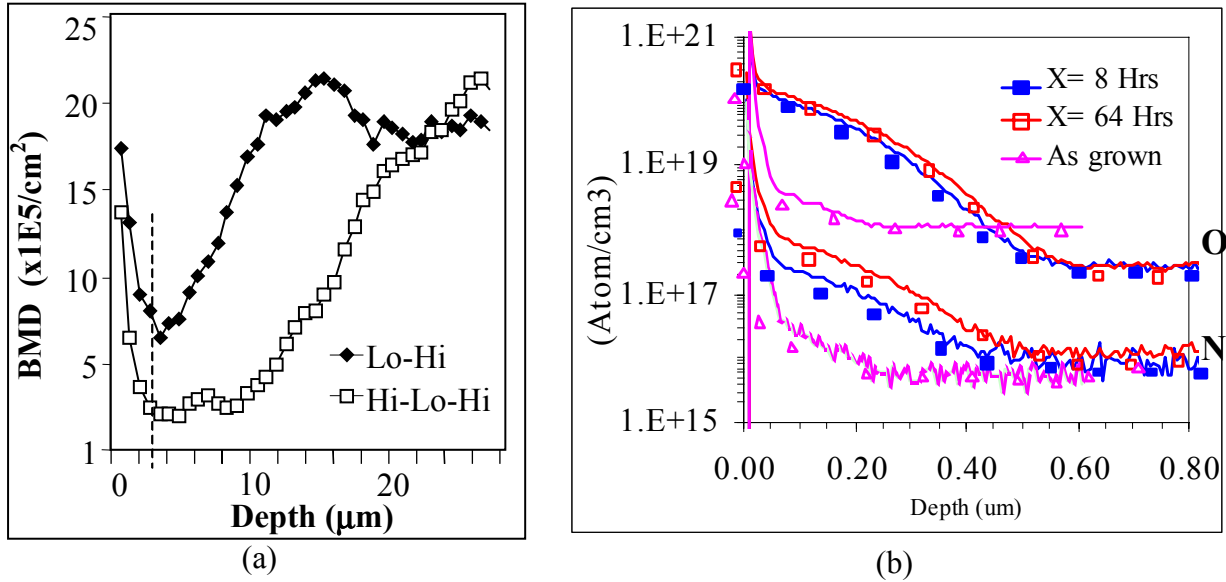 25
20
15
10
5
1
BMD (x1E5/cm²)
Lo-Hi
Hi-Lo-Hi
0
10
20
Depth (μm)
(a)
1.E+21
1.E+19
1.E+17
1.E+15
(Atom/cm3)
X= 8 Hrs
X= 64 Hrs
As grown
O
N
0.00
0.20
0.40
0.60
0.80
Depth (um)
(b)